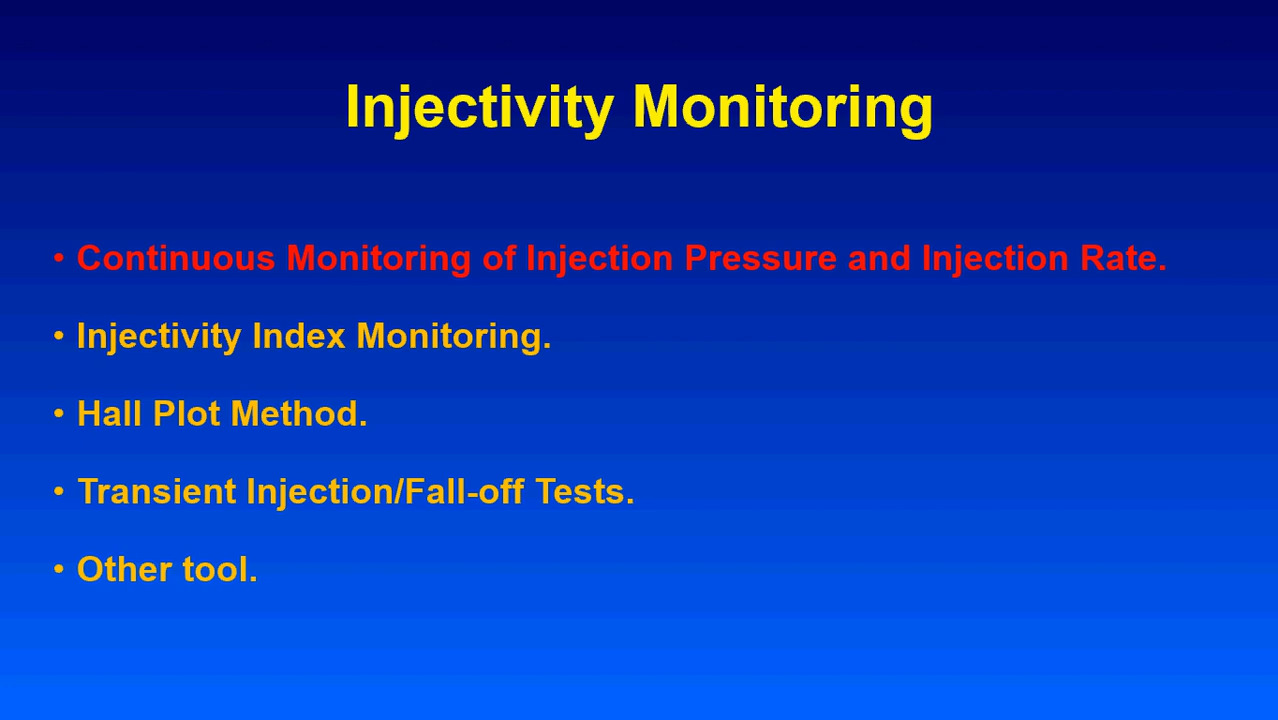 Injectivity Monitoring
• Continuous Monitoring of Injection Pressure and Injection Rate.
• Injectivity Index Monitoring.
• Hall Plot Method.
• Transient Injection/Fall-off Tests.
• Other tool.